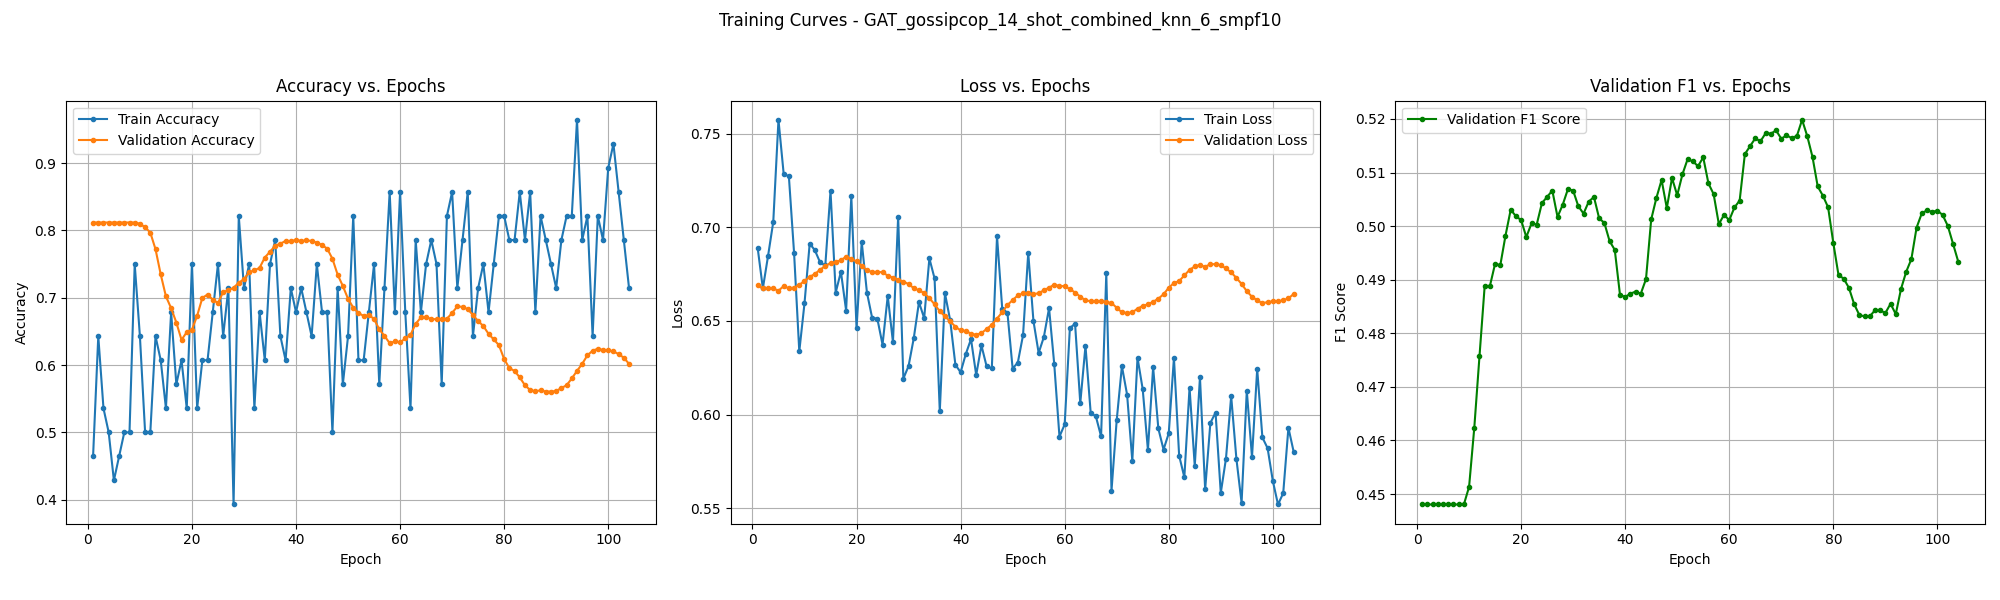 Training Curves - GAT_gossipcop_14_shot_combined_knn_6_smpf10
Accuracy vs. Epochs
Train Accuracy
Validation Accuracy
Accuracy
0.9
0.8
0.7
0.6
0.5
0.4
0 20 40 60 80 100
Epoch
Loss vs. Epochs
Train Loss
Validation Loss
Loss
0.75
0.70
0.65
0.60
0.55
0 20 40 60 80 100
Epoch
Validation F1 vs. Epochs
Validation F1 Score
F1 Score
0.52
0.51
0.50
0.49
0.48
0.47
0.46
0.45
0 20 40 60 80 100
Epoch